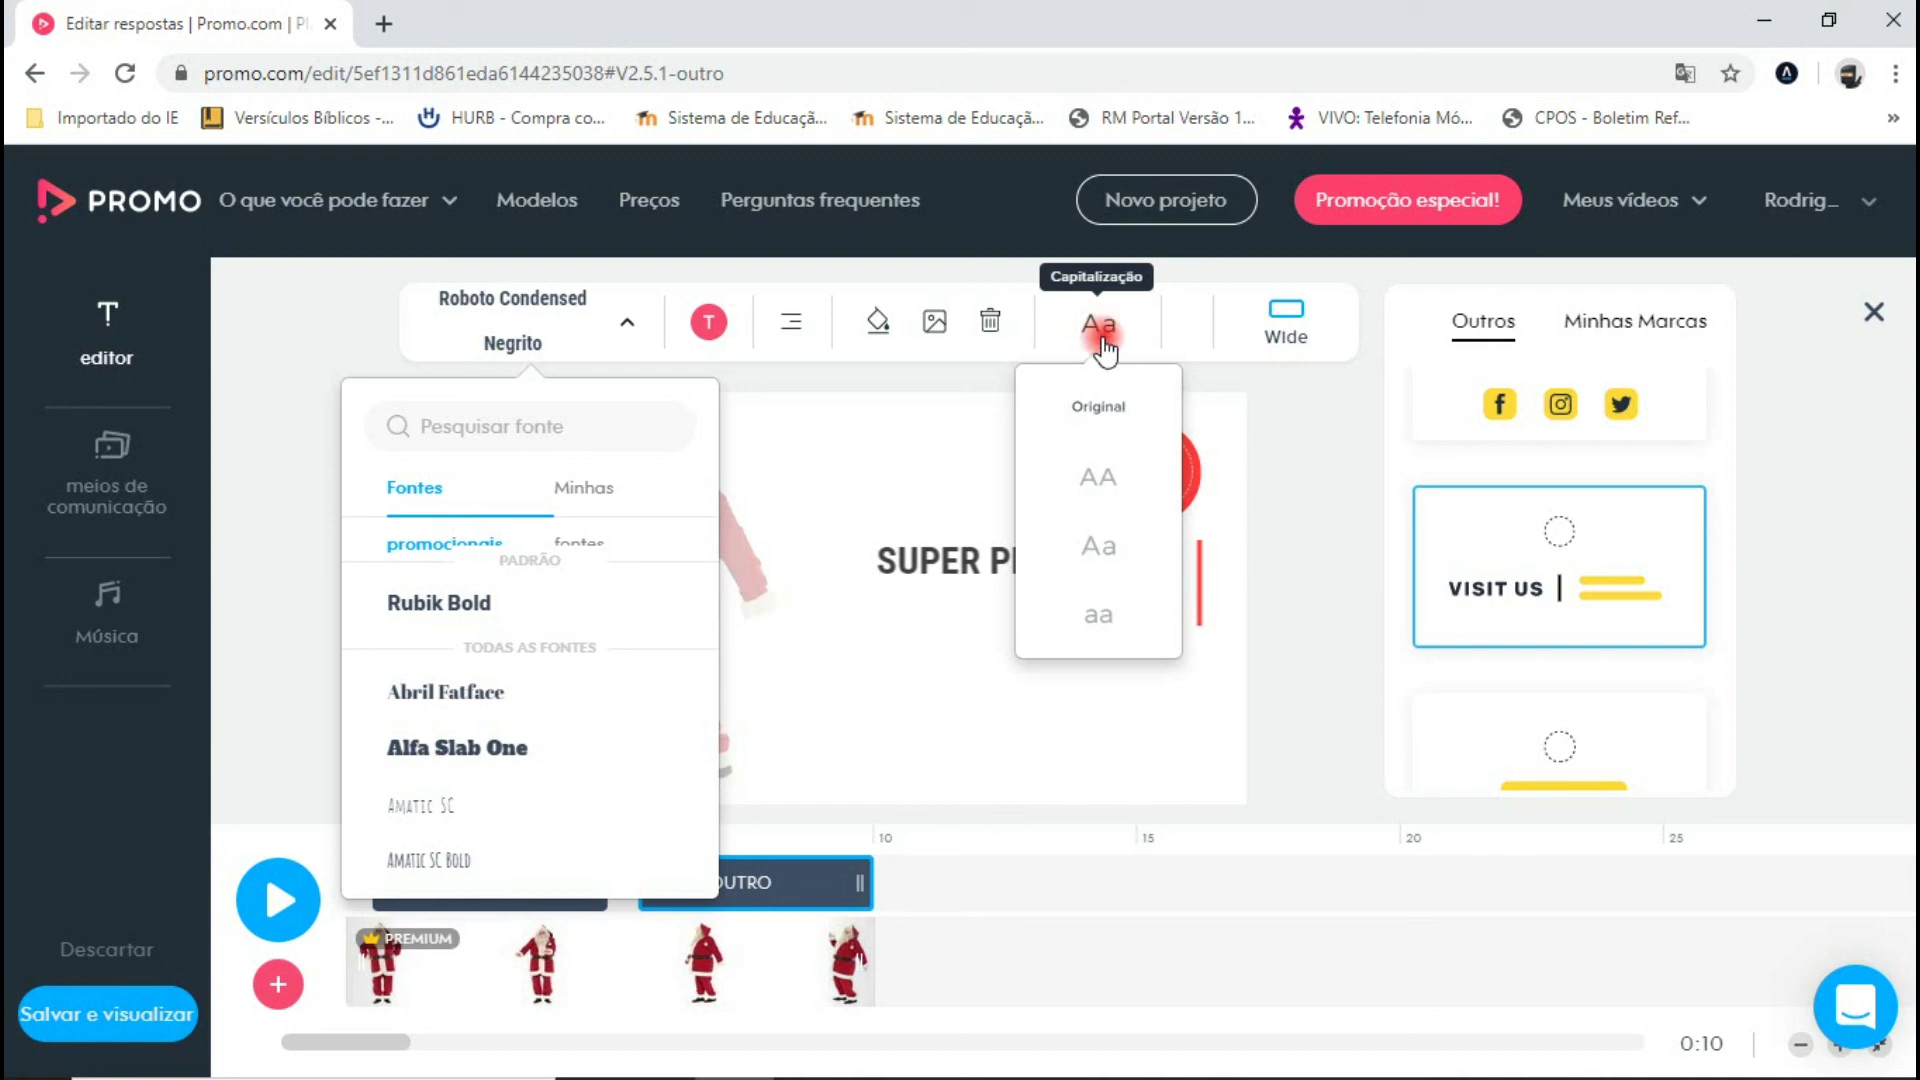 Editar respostas | Promo.com | Pl
promo.com/edit/5ef1311d861eda6144235038#V2.5.1-outro
Importado do IE
Versículos Bíblicos -...
HURB - Compra co...
Sistema de Educaçã...
Sistema de Educaçã...
RM Portal Versão 1...
VIVO: Telefonia Mó...
CPOS - Boletim Ref...
»
PROMO
O que você pode fazer
Modelos
Preços
Perguntas frequentes
Novo projeto
Promoção especial!
Meus vídeos
Rodrig_
T
editor
meios de
comunicação
Música
Descartar
Salvar e visualizar
Roboto Condensed
Negrito
T
Capitalização
Aa
WIde
Pesquisar fonte
Fontes
Minhas
promocionais
fontes
PADRÃO
Rubik Bold
TODAS AS FONTES
Abril Fatface
Alfa Slab One
Amatic SC
Amatic SC Bold
Original
AA
Aa
aa
SUPER P
Outros
Minhas Marcas
VISIT US
10
15
20
25
OUTRO
PREMIUM
0:10